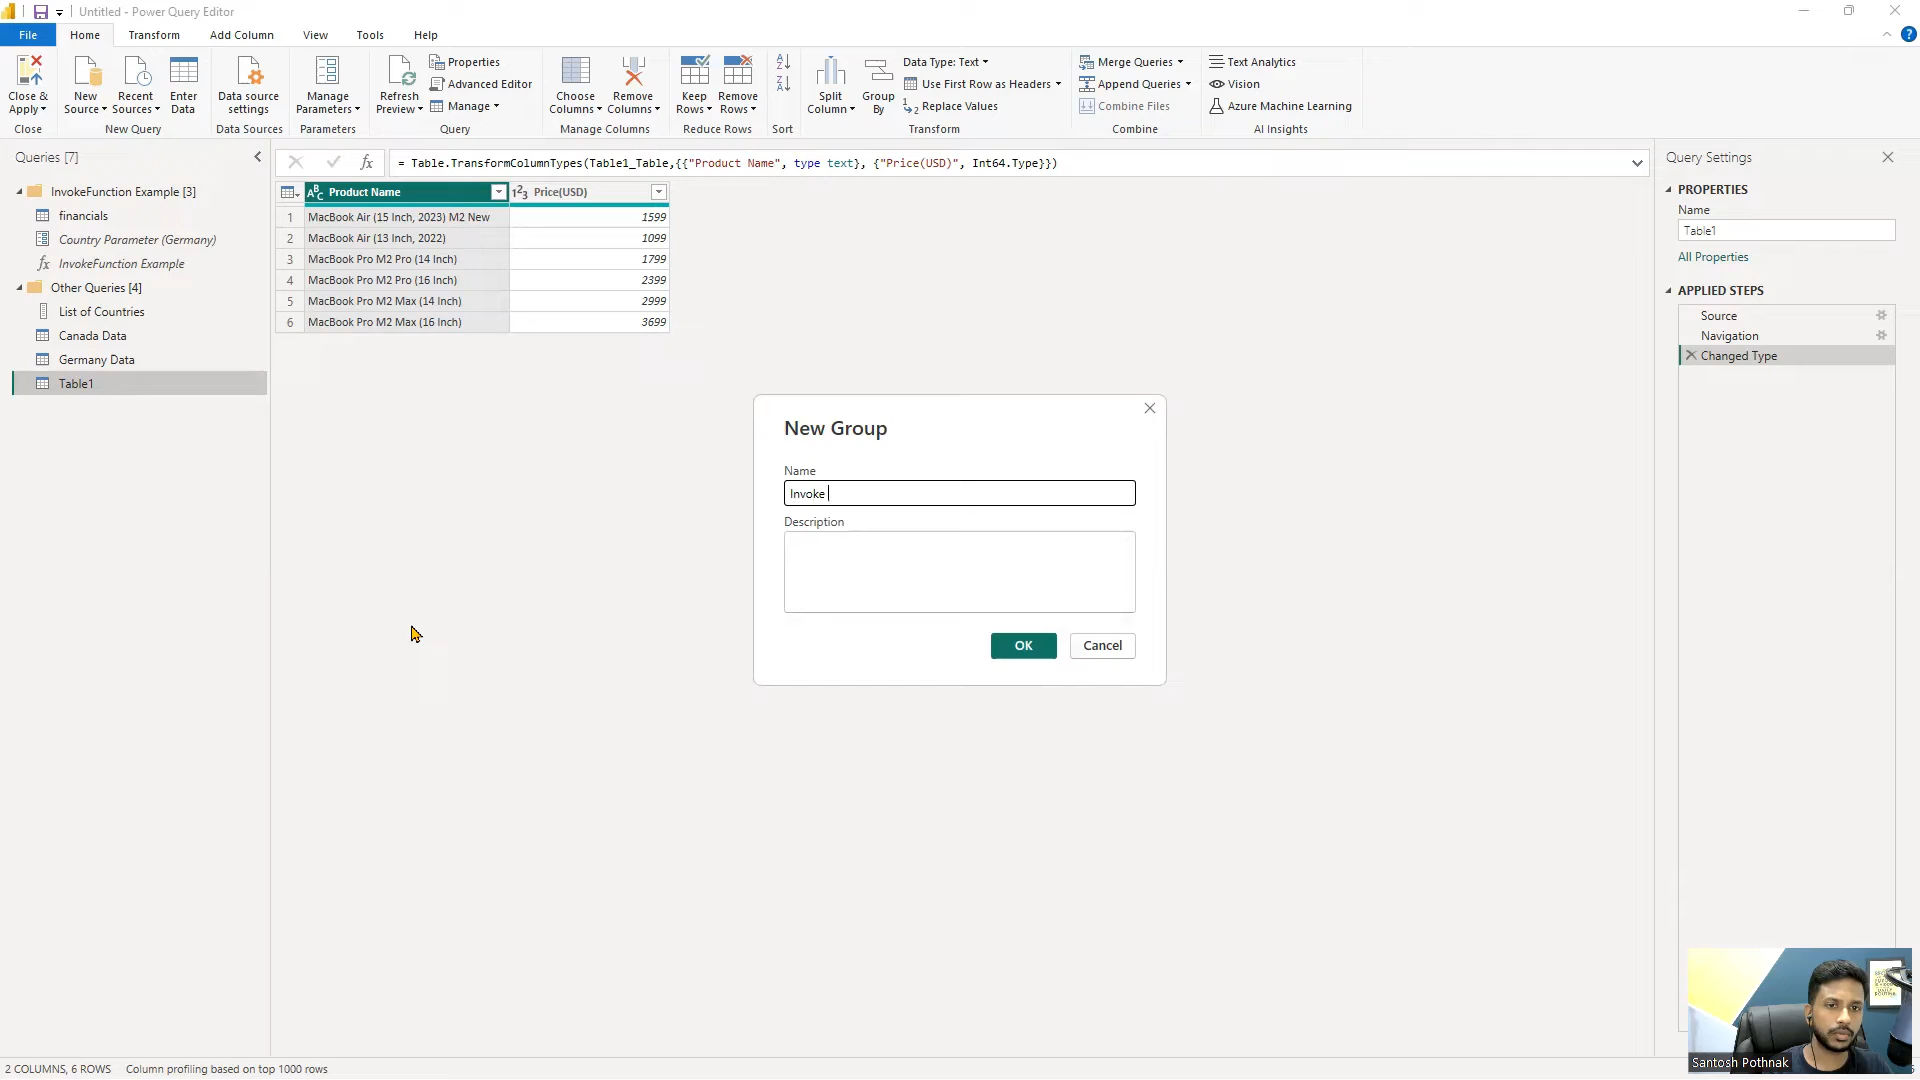 Untitled - Power Query Editor
File Home Transform Add Column View Tools Help
Close & Apply
New Source
Recent Sources
Enter Data
Data source settings
Manage Parameters
Refresh Preview
Properties
Advanced Editor
Manage
Choose Columns
Remove Columns
Keep Rows
Remove Rows
Split Column
Group By
Data Type: Text
Use First Row as Headers
Replace Values
Merge Queries
Append Queries
Combine Files
Text Analytics
Vision
Azure Machine Learning
Close
New Query
Data Sources
Parameters
Query
Manage Columns
Reduce Rows
Sort
Transform
Combine
AI Insights
Queries [7]
InvokeFunction Example [3]
financials
Country Parameter (Germany)
InvokeFunction Example
Other Queries [4]
List of Countries
Canada Data
Germany Data
Table1
= Table.TransformColumnTypes(Table1_Table,{{"Product Name", type text}, {"Price(USD)", Int64.Type}})
Product Name Price(USD)
1 MacBook Air (15 Inch, 2023) M2 New 1599
2 MacBook Air (13 Inch, 2022) 1099
3 MacBook Pro M2 Pro (14 Inch) 1799
4 MacBook Pro M2 Pro (16 Inch) 2399
5 MacBook Pro M2 Max (14 Inch) 2999
6 MacBook Pro M2 Max (16 Inch) 3699
New Group
Name
Invoke
Description
OK Cancel
Query Settings
PROPERTIES
Name
Table1
All Properties
APPLIED STEPS
Source
Navigation
Changed Type
Santosh Pothnak
2 COLUMNS, 6 ROWS Column profiling based on top 1000 rows